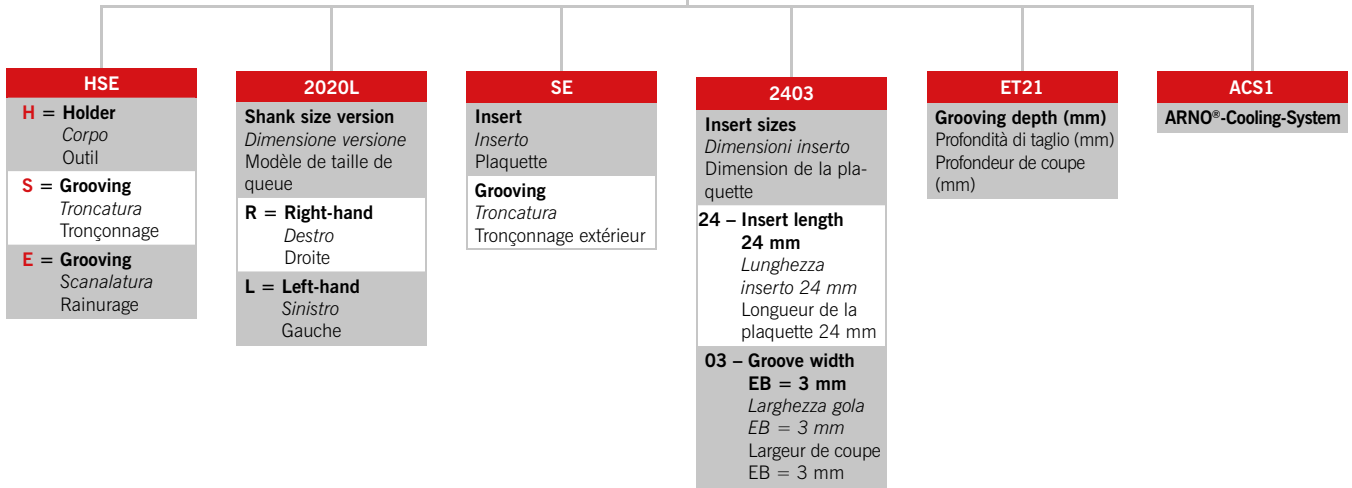 HSE
H = Holder
Corpo
Outil
S = Grooving
Troncatura
Tronçonnage
E = Grooving
Scanalatura
Rainurage
2020L
Shank size version
Dimensione versione
Modèle de taille de
queue
R = Right-hand
Destro
Droite
L = Left-hand
Sinistro
Gauche
SE
Insert
Inserto
Plaquette
Grooving
Troncatura
Tronçonnage extérieur
2403
Insert sizes
Dimensioni inserto
Dimension de la pla-
quette
24 – Insert length
24 mm
Lunghezza
inserto 24 mm
Longueur de la
plaquette 24 mm
03 – Groove width
EB = 3 mm
Larghezza gola
EB = 3 mm
Largeur de coupe
EB = 3 mm
ET21
Grooving depth (mm)
Profondità di taglio (mm)
Profondeur de coupe
(mm)
ACS1
ARNO®-Cooling-System